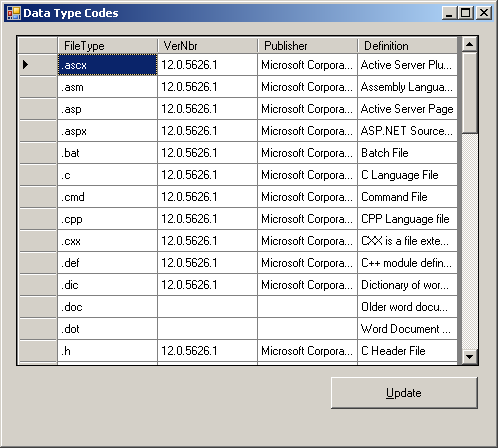 Data Type Codes
FileType VerNbr Publisher Definition
.ascx 12.0.5626.1 Microsoft Corpora... Active Server Plu...
.asm 12.0.5626.1 Microsoft Corpora... Assembly Langua...
.asp 12.0.5626.1 Microsoft Corpora... Active Server Page
.aspx 12.0.5626.1 Microsoft Corpora... ASP.NET Source...
.bat 12.0.5626.1 Microsoft Corpora... Batch File
.c 12.0.5626.1 Microsoft Corpora... C Language File
.cmd 12.0.5626.1 Microsoft Corpora... Command File
.cpp 12.0.5626.1 Microsoft Corpora... CPP Language file
.cxx 12.0.5626.1 Microsoft Corpora... CXX is a file exte...
.def 12.0.5626.1 Microsoft Corpora... C++ module defin...
.dic 12.0.5626.1 Microsoft Corpora... Dictionary of wor...
.doc Older word docu...
.dot Word Document ...
.h 12.0.5626.1 Microsoft Corpora... C Header File
Update